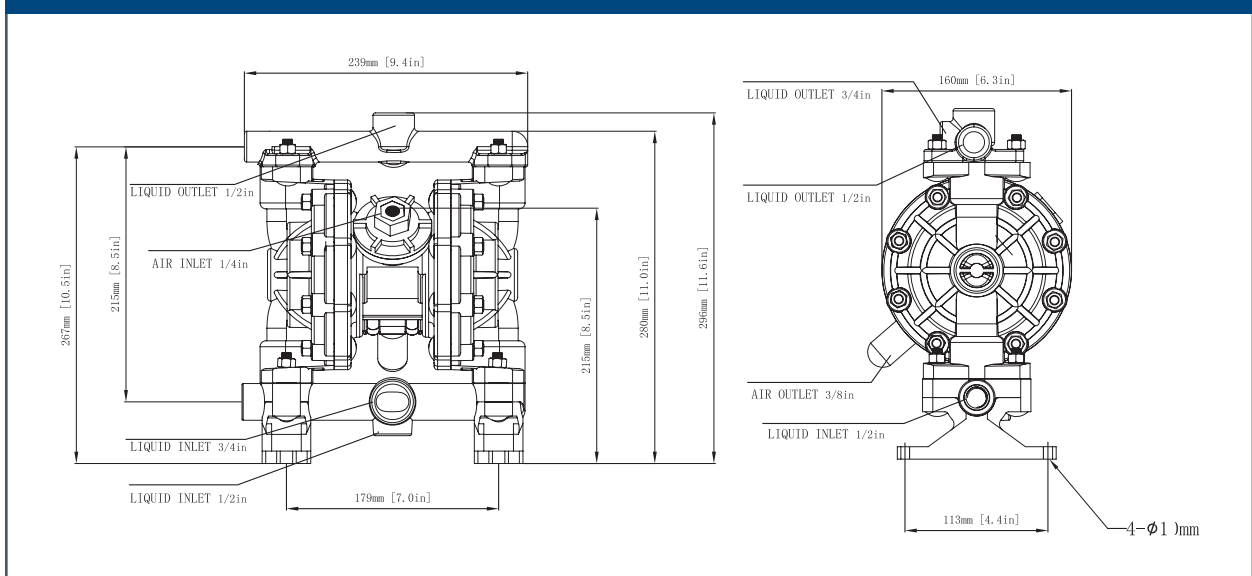 239mm [9.4in]
LIQUID OUTLET 1/2in
AIR INLET 1/4in
267mm [10.5in]
215mm [8.5in]
215mm [8.5in]
280mm [11.0in]
296mm [11.6in]
LIQUID INLET 3/4in
LIQUID INLET 1/2in
179mm [7.0in]
160mm [6.3in]
LIQUID OUTLET 3/4in
LIQUID OUTLET 1/2in
AIR OUTLET 3/8in
LIQUID INLET 1/2in
113mm [4.4in]